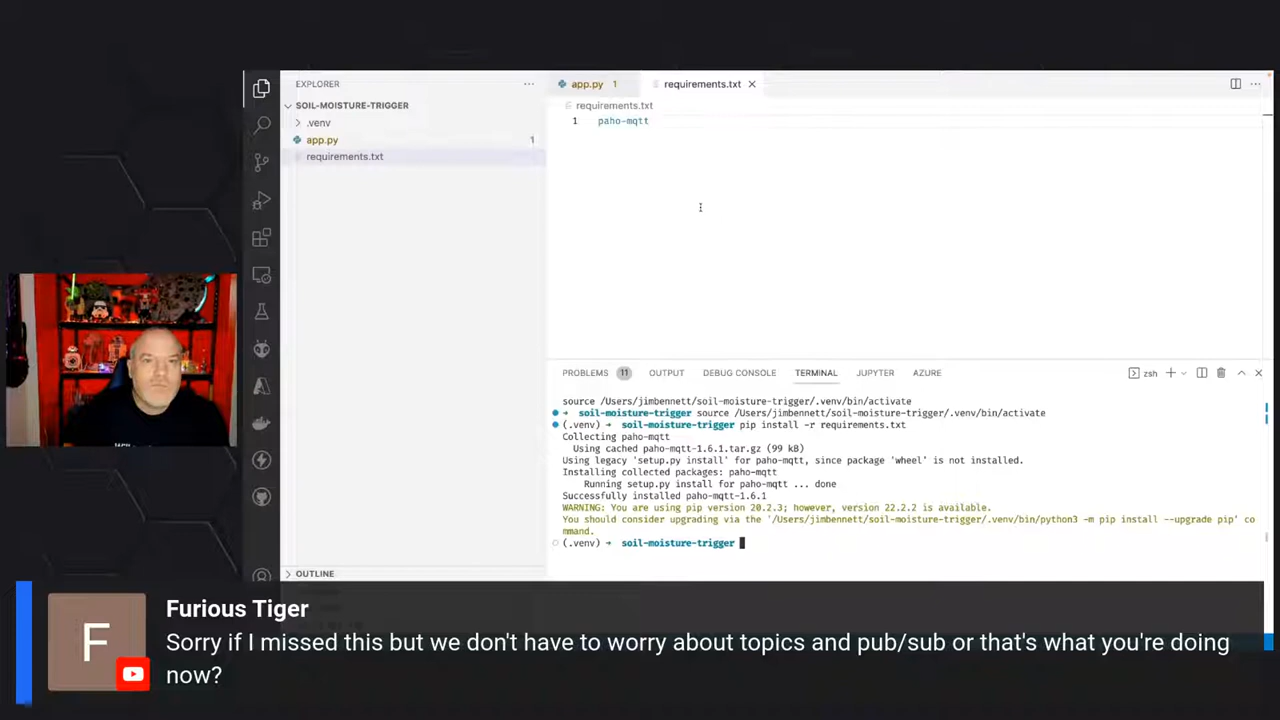 EXPLORER
SOIL-MOISTURE-TRIGGER
.venv
app.py 1
requirements.txt
OUTLINE
app.py 1
requirements.txt
requirements.txt
1 paho-mqtt
PROBLEMS 11 OUTPUT DEBUG CONSOLE TERMINAL JUPYTER AZURE
zsh
source /Users/jimbennett/soil-moisture-trigger/.venv/bin/activate
➜ soil-moisture-trigger source /Users/jimbennett/soil-moisture-trigger/.venv/bin/activate
(.venv) ➜ soil-moisture-trigger pip install -r requirements.txt
Collecting paho-mqtt
Using cached paho-mqtt-1.6.1.tar.gz (99 kB)
Using legacy 'setup.py install' for paho-mqtt, since package 'wheel' is not installed.
Installing collected packages: paho-mqtt
Running setup.py install for paho-mqtt ... done
Successfully installed paho-mqtt-1.6.1
WARNING: You are using pip version 20.2.3; however, version 22.2.2 is available.
You should consider upgrading via the '/Users/jimbennett/soil-moisture-trigger/.venv/bin/python3 -m pip install --upgrade pip' co
mmand.
(.venv) ➜ soil-moisture-trigger
F
Furious Tiger
Sorry if I missed this but we don't have to worry about topics and pub/sub or that's what you're doing
now?